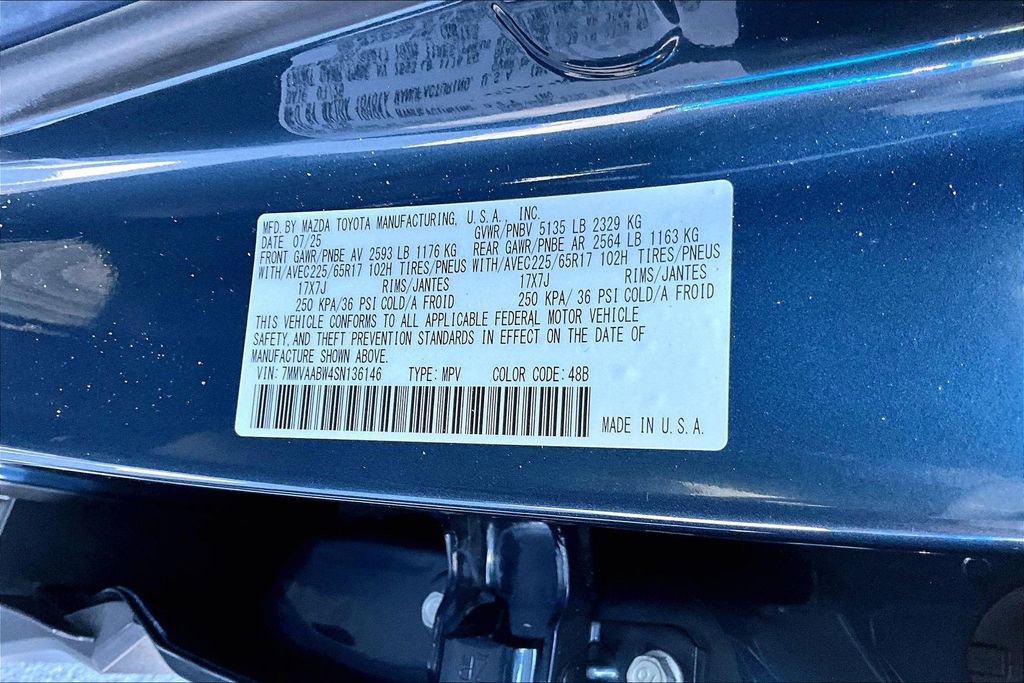 MFD. BY MAZDA TOYOTA MANUFACTURING, U.S.A., INC.
DATE 07/25 GVWR/PNBV 5135 LB 2329 KG
FRONT GAWR/PNBE AV 2593 LB 1176 KG REAR GAWR/PNBE AR 2564 LB 1163 KG
WITH/AVEC225/65R17 102H TIRES/PNEUS WITH/AVEC225/65R17 102H TIRES/PNEUS
17X7J RIMS/JANTES 17X7J RIMS/JANTES
250 KPA/36 PSI COLD/A FROID 250 KPA/ 36 PSI COLD/A FROID
THIS VEHICLE CONFORMS TO ALL APPLICABLE FEDERAL MOTOR VEHICLE
SAFETY, AND THEFT PREVENTION STANDARDS IN EFFECT ON THE DATE OF
MANUFACTURE SHOWN ABOVE.
VIN: 7MMVAABW4SN136146 TYPE: MPV COLOR CODE: 48B
MADE IN U.S.A.